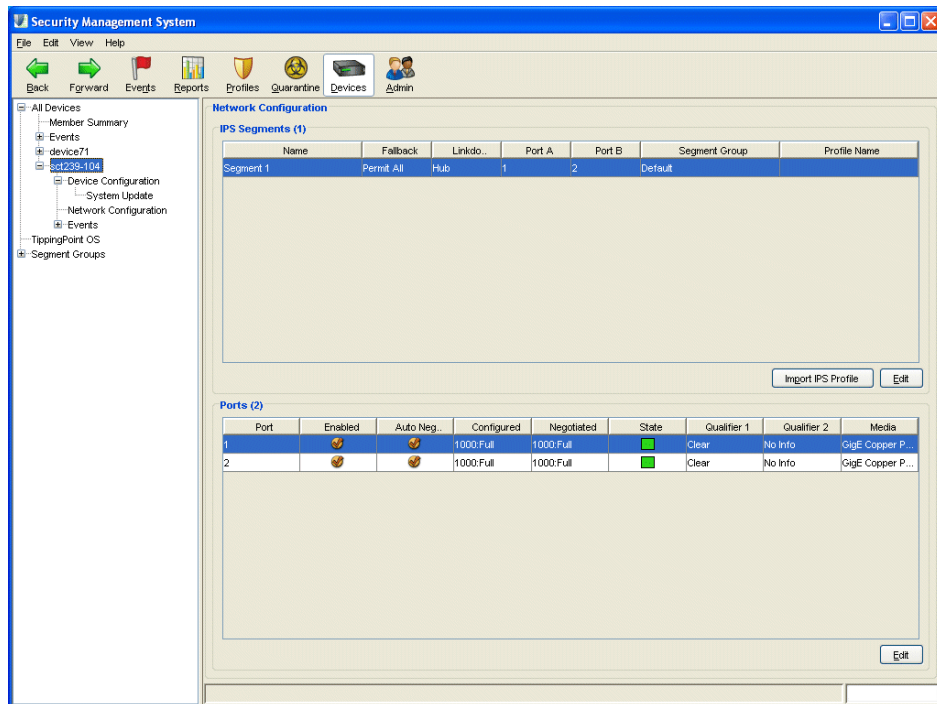 Security Management System
File Edit View Help
Back Forward Events Reports Profiles Quarantine Devices Admin
All Devices
Member Summary
Events
device71
sct239-104
Device Configuration
System Update
Network Configuration
Events
TippingPoint OS
Segment Groups
Network Configuration
IPS Segments (1)
Name Fallback Linkdo.. Port A Port B Segment Group Profile Name
Segment 1 Permit All Hub 1 2 Default
Import IPS Profile Edit
Ports (2)
Port Enabled Auto Neg.. Configured Negotiated State Qualifier 1 Qualifier 2 Media
1 1000:Full 1000:Full Clear No Info GigE Copper P...
2 1000:Full 1000:Full Clear No Info GigE Copper P...
Edit